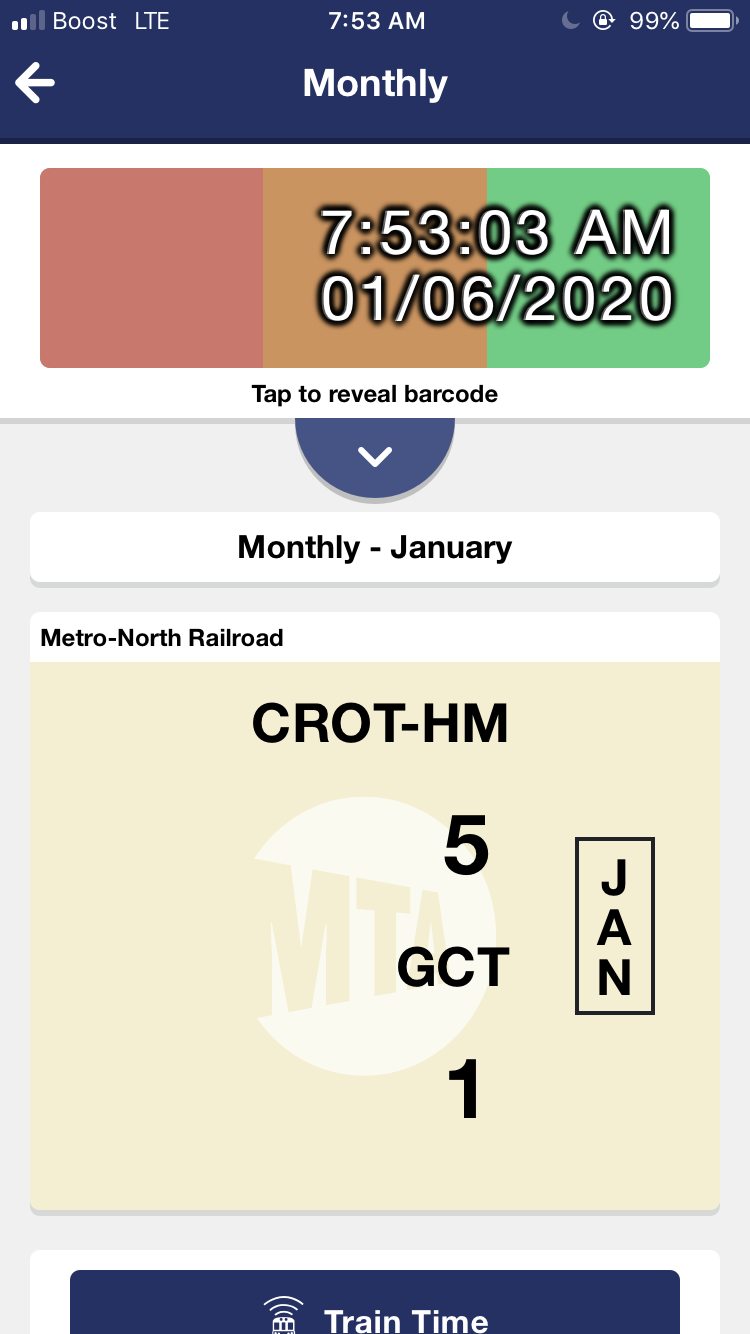 Boost LTE 7:53 AM 99%
Monthly
7:53:03 AM
01/06/2020
Tap to reveal barcode
Monthly - January
Metro-North Railroad
CROT-HM
5
MTA
GCT
1
J
A
N
Train Time